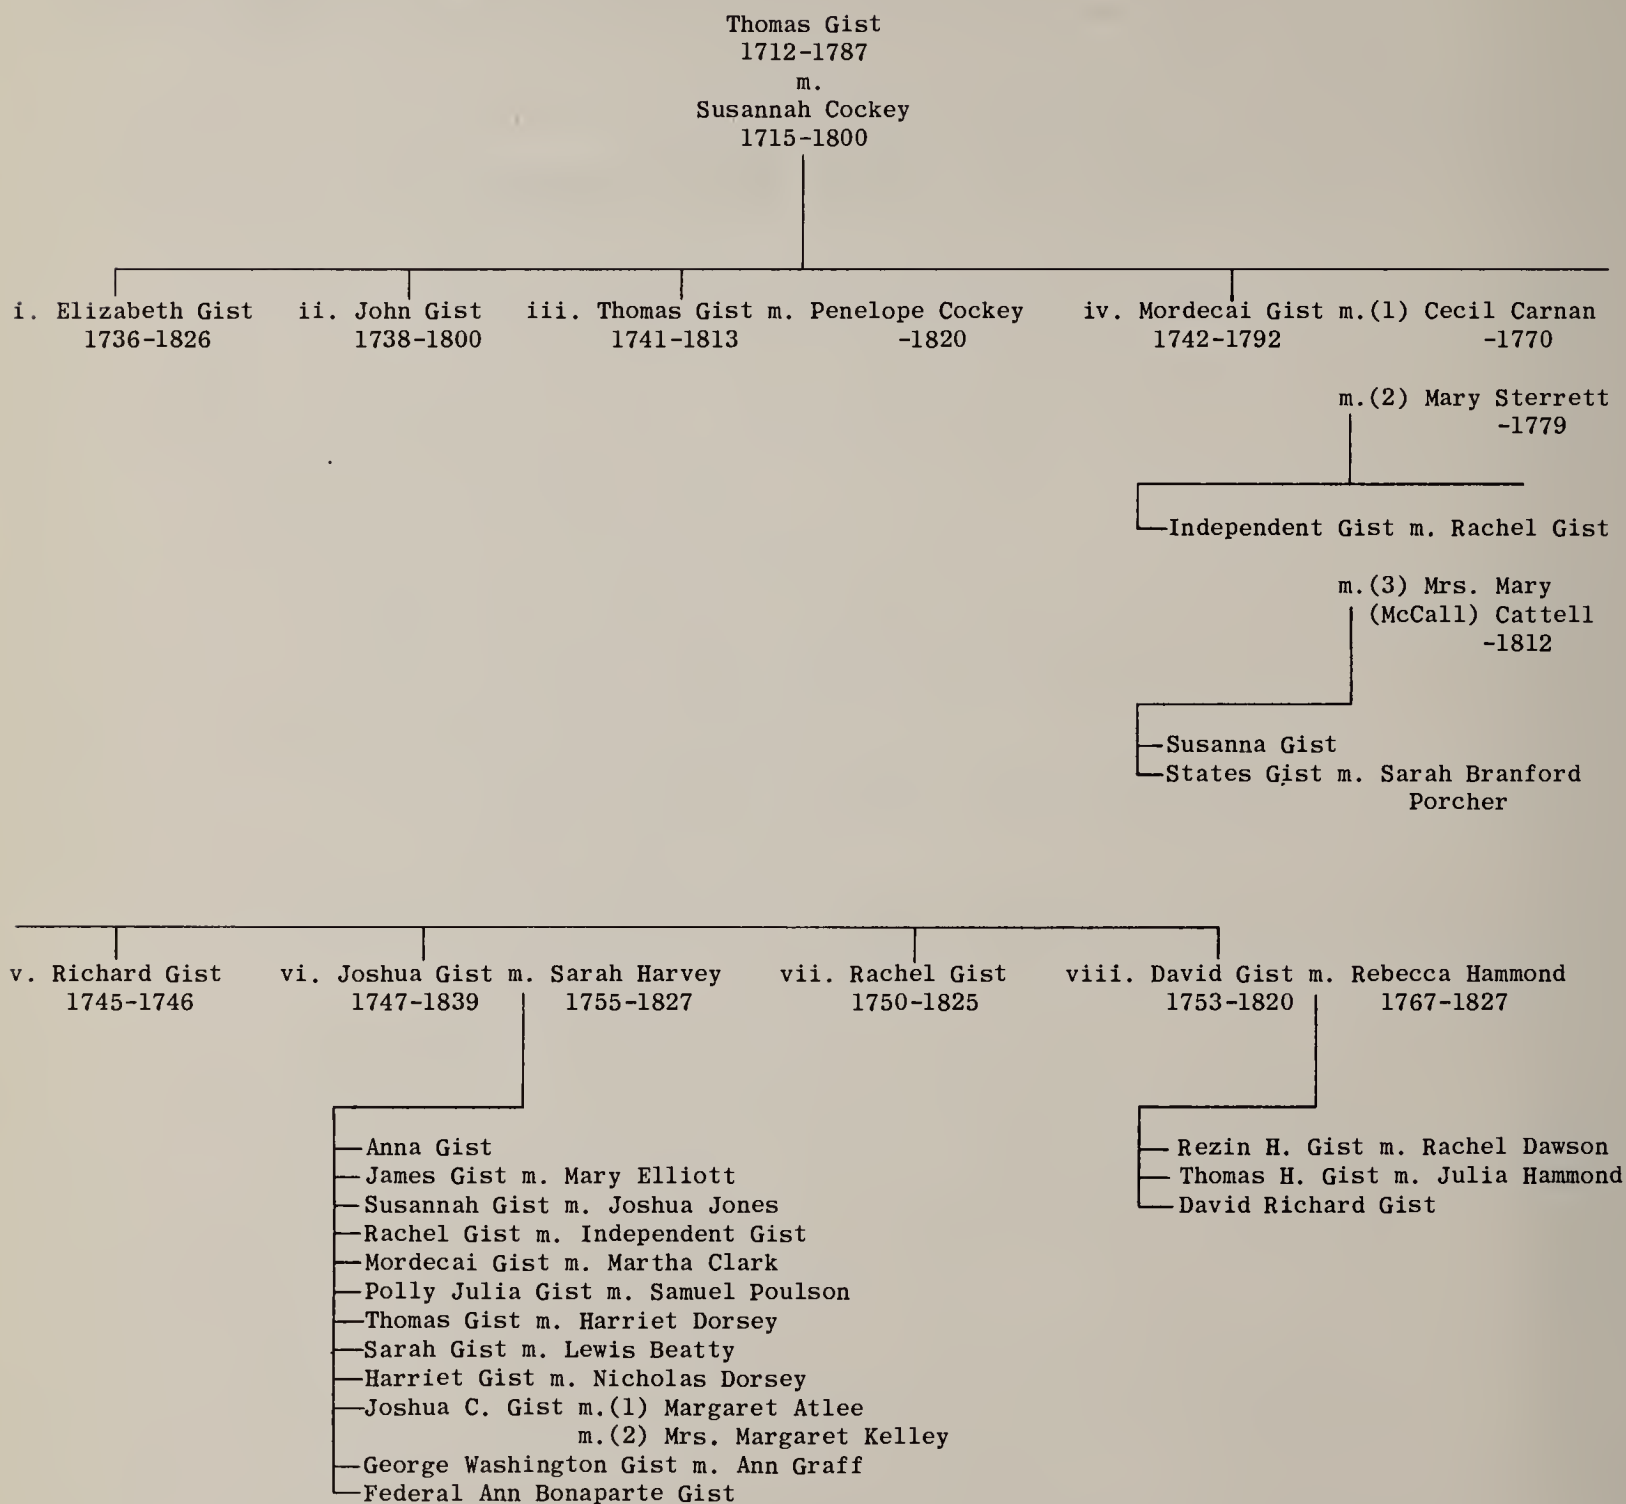 Thomas Gist
1712-1787
m.
Susannah Cockey
1715-1800
i. Elizabeth Gist ii. John Gist iii. Thomas Gist m. Penelope Cockey iv. Mordecai Gist m.(1) Cecil Carnan
1736-1826 1738-1800 1741-1813 -1820 1742-1792 -1770
m.(2) Mary Sterrett
-1779
Independent Gist m. Rachel Gist
m.(3) Mrs. Mary
(McCall) Cattell
-1812
Susanna Gist
States Gist m. Sarah Branford
Porcher
v. Richard Gist vi. Joshua Gist m. Sarah Harvey vii. Rachel Gist viii. David Gist m. Rebecca Hammond
1745-1746 1747-1839 1755-1827 1750-1825 1753-1820 1767-1827
Anna Gist
James Gist m. Mary Elliott
Susannah Gist m. Joshua Jones
Rachel Gist m. Independent Gist
Mordecai Gist m. Martha Clark
Polly Julia Gist m. Samuel Poulson
Thomas Gist m. Harriet Dorsey
Sarah Gist m. Lewis Beatty
Harriet Gist m. Nicholas Dorsey
Joshua C. Gist m.(1) Margaret Atlee
m.(2) Mrs. Margaret Kelley
George Washington Gist m. Ann Graff
Federal Ann Bonaparte Gist
Rezin H. Gist m. Rachel Dawson
Thomas H. Gist m. Julia Hammond
David Richard Gist